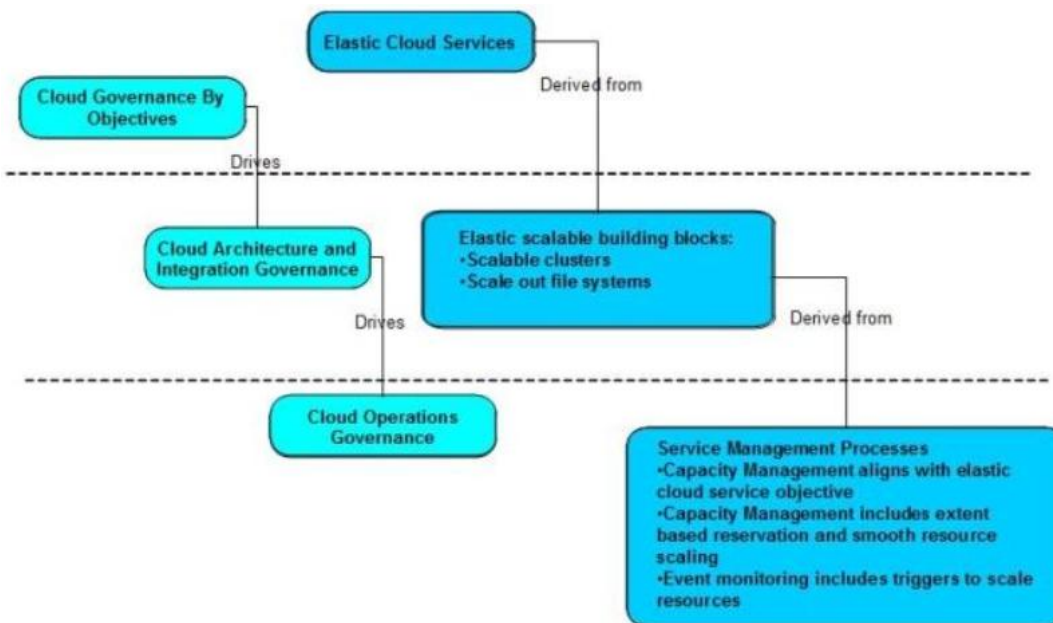 Elastic Cloud Services
Derived from
Cloud Governance By
Objectives
Drives
Cloud Architecture and
Integration Governance
Elastic scalable building blocks:
•Scalable clusters
•Scale out file systems
Drives
Derived from
Cloud Operations
Governance
Service Management Processes
•Capacity Management aligns with elastic
cloud service objective
•Capacity Management includes extent
based reservation and smooth resource
scaling
•Event monitoring includes triggers to scale
resources